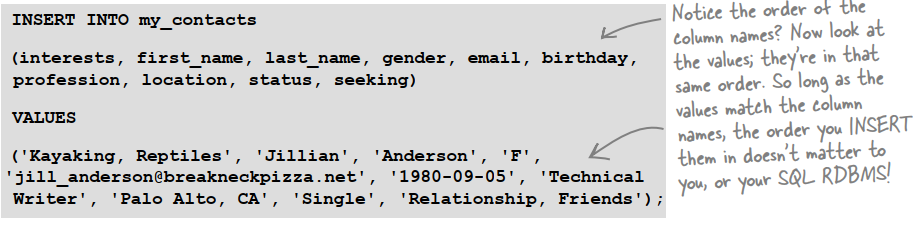 INSERT INTO my_contacts
(interests, first_name, last_name, gender, email, birthday,
profession, location, status, seeking)
VALUES
('Kayaking, Reptiles', 'Jillian', 'Anderson', 'F',
'jill_anderson@breakneckpizza.net', '1980-09-05', 'Technical
Writer', 'Palo Alto, CA', 'Single', 'Relationship, Friends');
Notice the order of the
column names? Now look at
the values; they're in that
same order. So long as the
values match the column
names, the order you INSERT
them in doesn't matter to
you, or your SQL RDBMS!